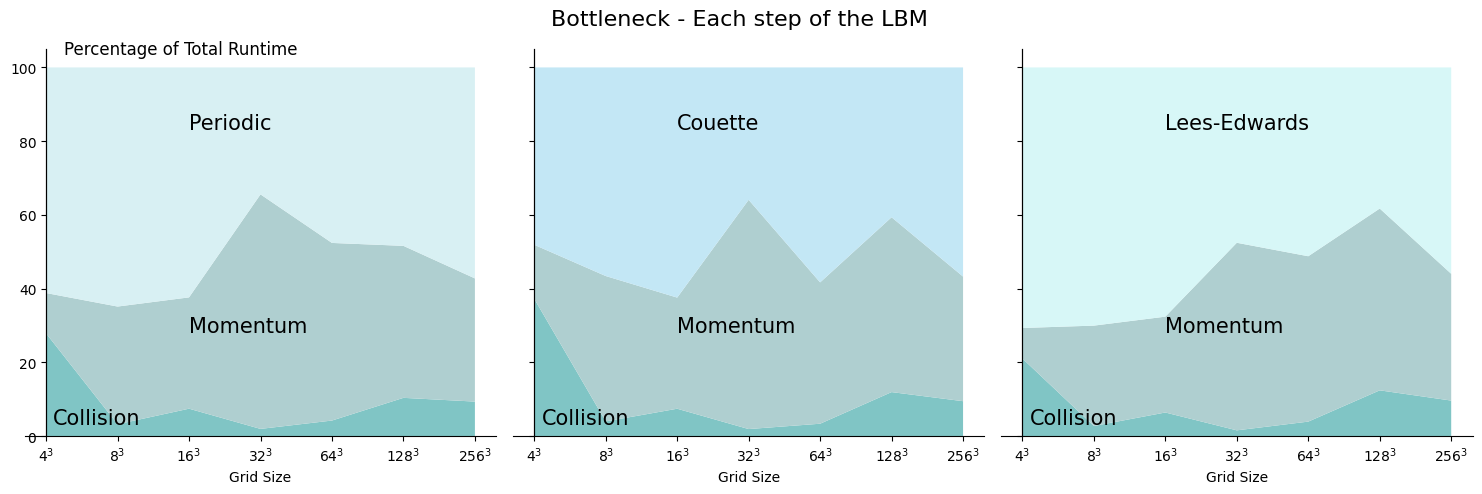 Bottleneck - Each step of the LBM
Percentage of Total Runtime
100
80
60
40
20
0
Periodic
Momentum
Collision
4³ 8³ 16³ 32³ 64³ 128³ 256³
Grid Size
Couette
Momentum
Collision
4³ 8³ 16³ 32³ 64³ 128³ 256³
Grid Size
Lees-Edwards
Momentum
Collision
4³ 8³ 16³ 32³ 64³ 128³ 256³
Grid Size